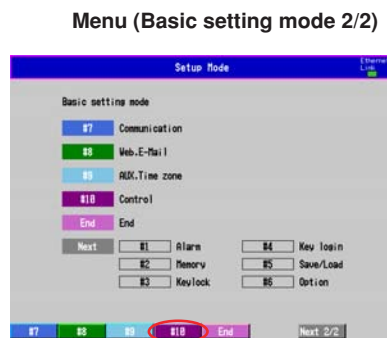 Menu (Basic setting mode 2/2)
Setup Mode
Ethernet
Link
Basic setting mode
#7 Communication
#8 Web.E-Mail
#9 AUX.Time zone
#10 Control
End End
Next #1 Alarm #4 Key login
#2 Memory #5 Save/Load
#3 Keylock #6 Option
#7 #8 #9 #10 End Next 2/2